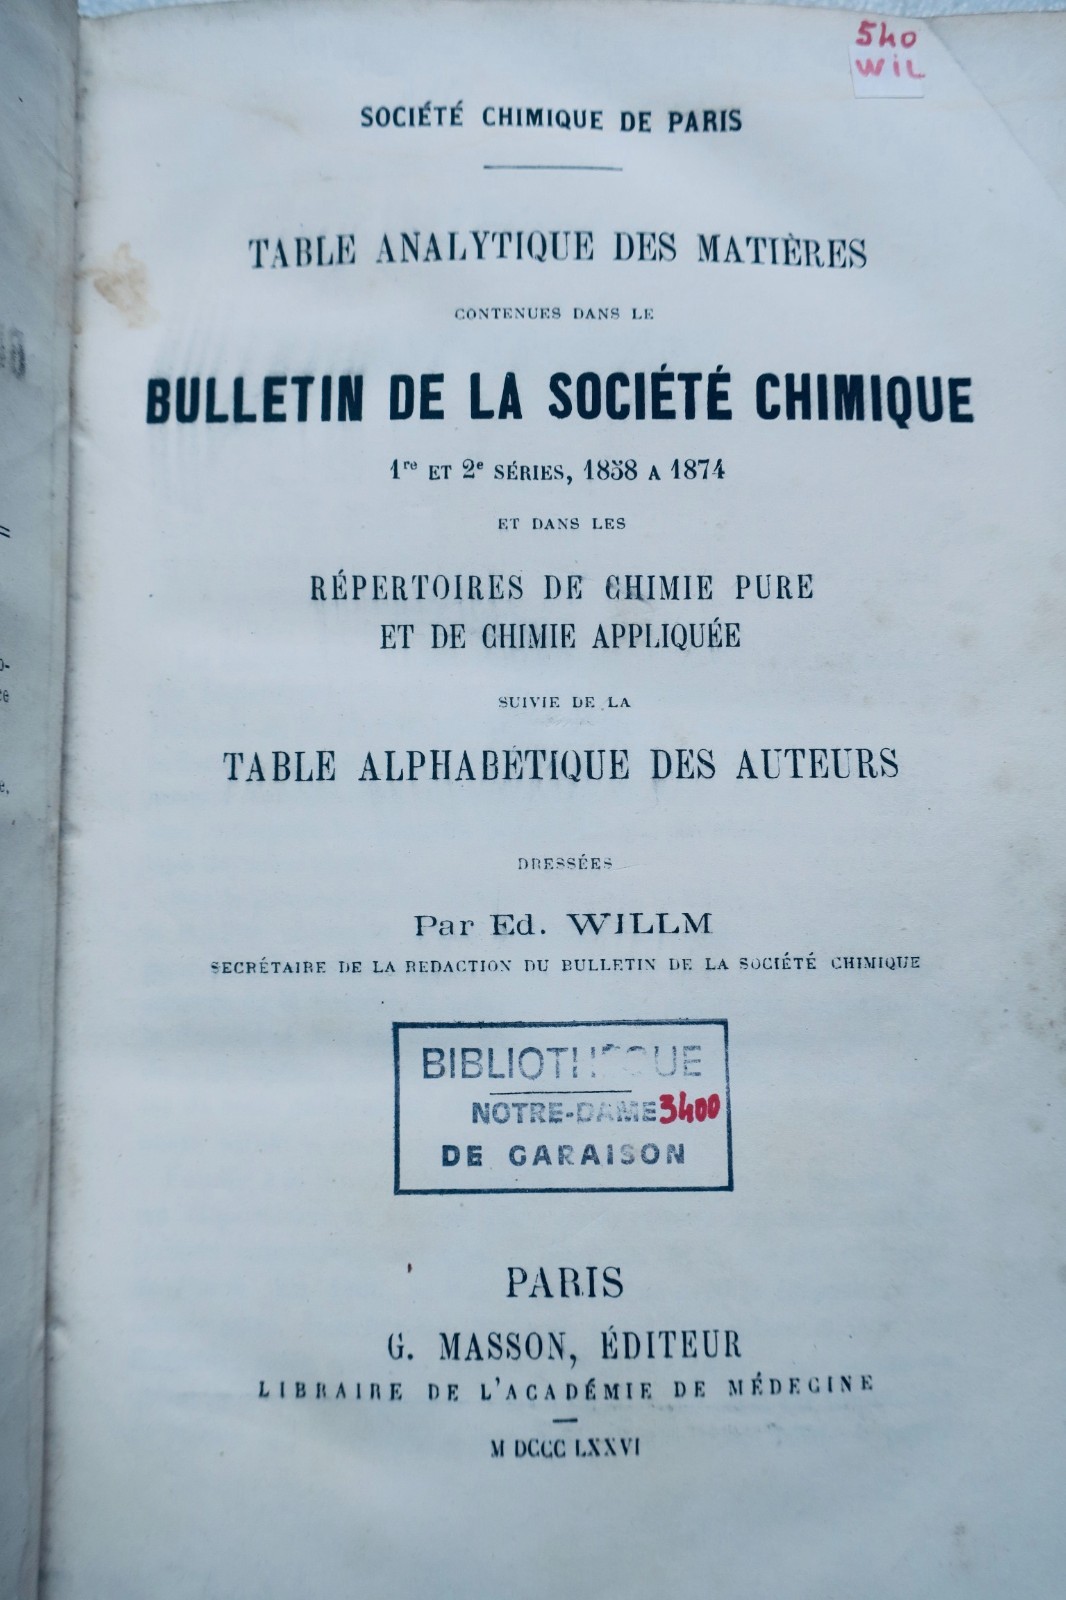 540
WIL
SOCIÉTÉ CHIMIQUE DE PARIS
TABLE ANALYTIQUE DES MATIÈRES
CONTENUES DANS LE
BULLETIN DE LA SOCIÉTÉ CHIMIQUE
1re ET 2e SÉRIES, 1858 A 1874
ET DANS LES
RÉPERTOIRES DE CHIMIE PURE
ET DE CHIMIE APPLIQUÉE
SUIVIE DE LA
TABLE ALPHABÉTIQUE DES AUTEURS
DRESSÉES
Par Ed. WILLM
SECRÉTAIRE DE LA REDACTION DU BULLETIN DE LA SOCIÉTÉ CHIMIQUE
BIBLIOTHÈQUE
NOTRE-DAME 3400
DE GARAISON
PARIS
G. MASSON, ÉDITEUR
LIBRAIRE DE L'ACADÉMIE DE MÉDECINE
M DCCC LXXVI